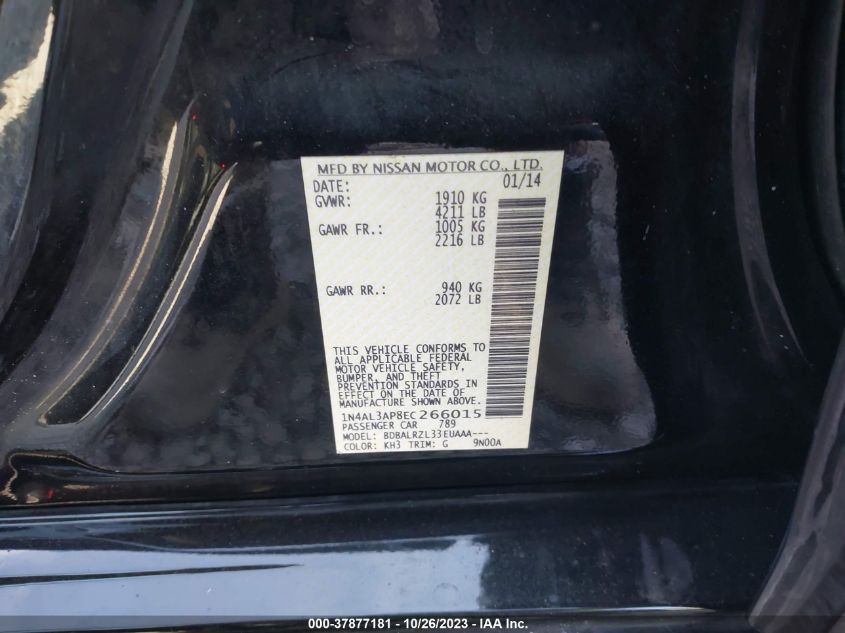 MFD BY NISSAN MOTOR CO., LTD.
DATE: 01/14
GVWR: 1910 KG
4211 LB
GAWR FR.: 1005 KG
2216 LB
GAWR RR.: 940 KG
2072 LB
THIS VEHICLE CONFORMS TO
ALL APPLICABLE FEDERAL
MOTOR VEHICLE SAFETY,
BUMPER, AND THEFT
PREVENTION STANDARDS IN
EFFECT ON THE DATE OF
MANUFACTURE SHOWN ABOVE.
1N4AL3AP8EC266015
PASSENGER CAR 789
MODEL: BDBALRZL33EUAAA---
COLOR: KH3 TRIM: G 9N00A
000-37877181 - 10/26/2023 - IAA Inc.